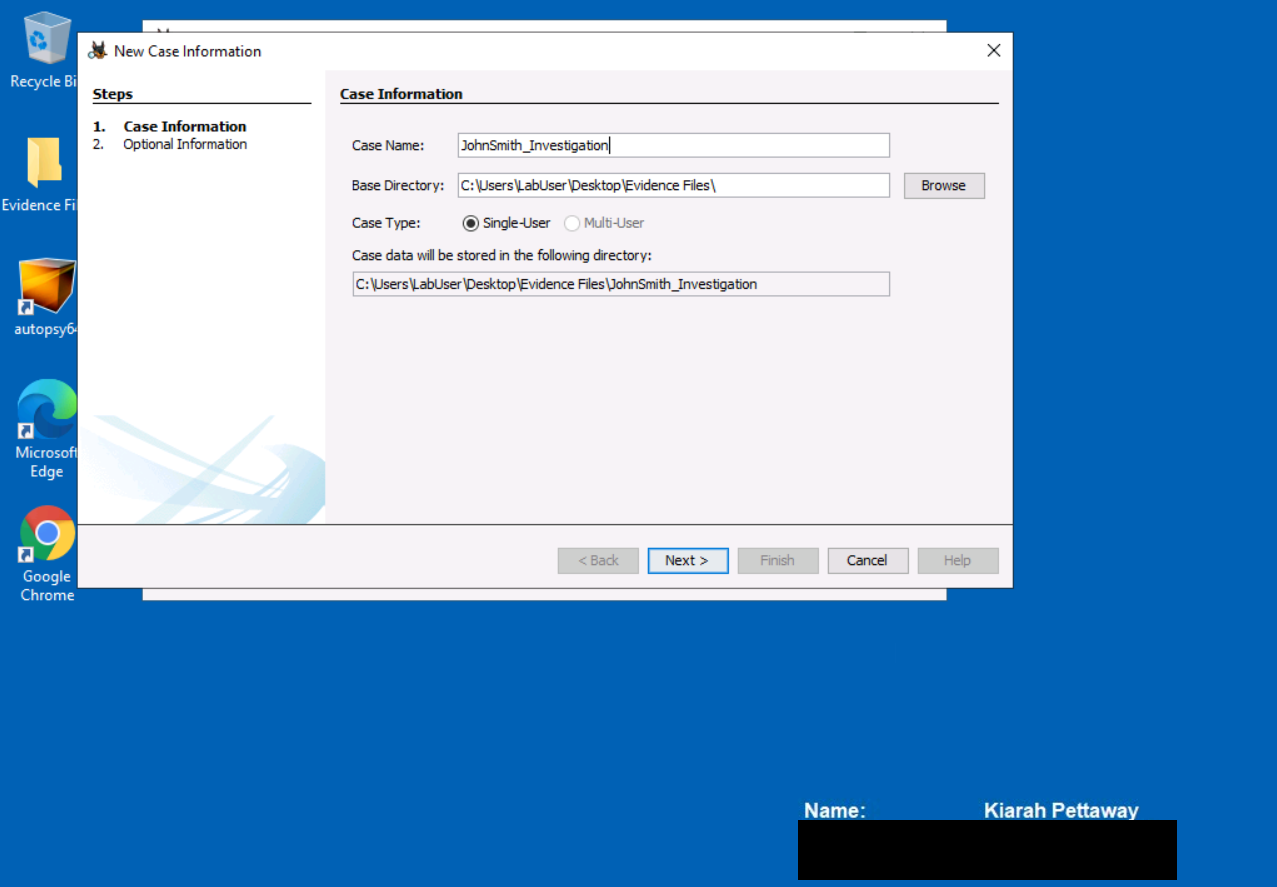 Recycle Bi
Evidence Fi
autopsy64
Microsoft
Edge
Google
Chrome
New Case Information
Steps
1. Case Information
2. Optional Information
Case Information
Case Name: JohnSmith_Investigation
Base Directory: C:\Users\LabUser\Desktop\Evidence Files\ Browse
Case Type: Single-User Multi-User
Case data will be stored in the following directory:
C:\Users\LabUser\Desktop\Evidence Files\JohnSmith_Investigation
< Back Next > Finish Cancel Help
Name: Kiarah Pettaway